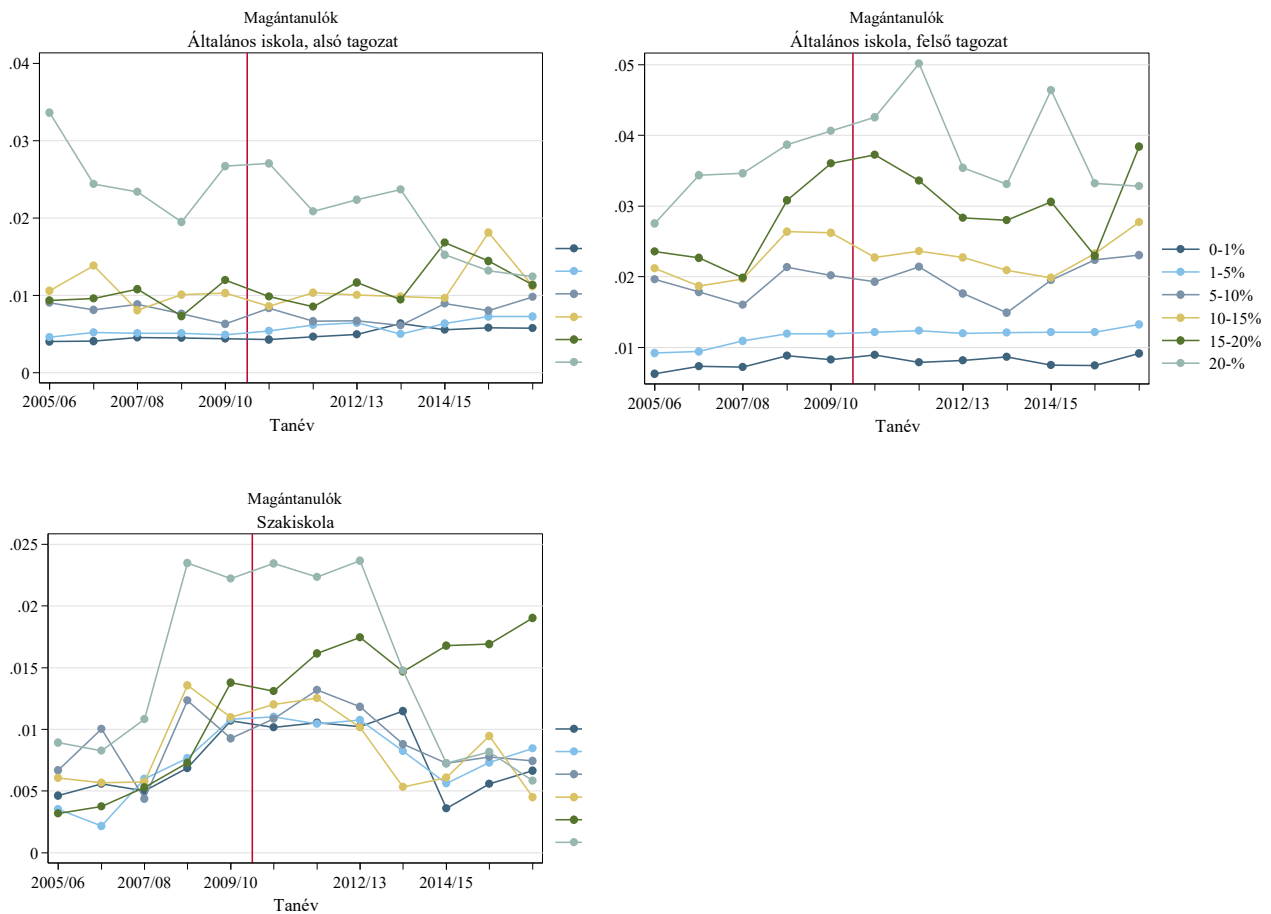 Magántanulók
Általános iskola, alsó tagozat
.04
.03
.02
.01
0
2005/06 2007/08 2009/10 2012/13 2014/15
Tanév
Magántanulók
Általános iskola, felső tagozat
.05
.04
.03
.02
.01
2005/06 2007/08 2009/10 2012/13 2014/15
Tanév
0-1%
1-5%
5-10%
10-15%
15-20%
20-%
Magántanulók
Szakiskola
.025
.02
.015
.01
.005
0
2005/06 2007/08 2009/10 2012/13 2014/15
Tanév